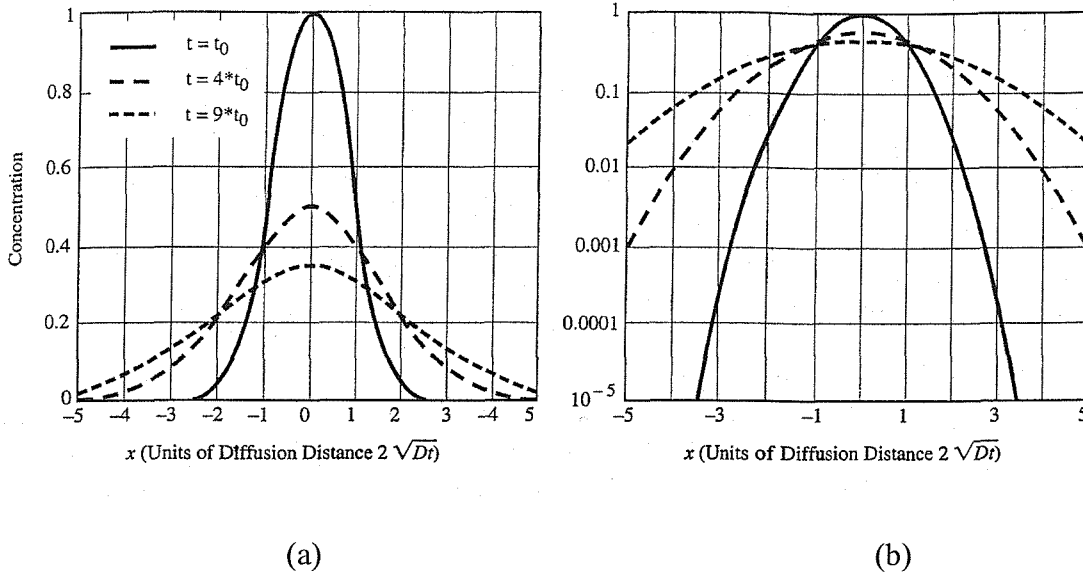 1
t = t₀
t = 4*t₀
t = 9*t₀
0.8
0.6
0.4
0.2
0
Concentration
–5 –4 –3 –2 –1 0 1 2 3 –4 5
x (Units of Diffusion Distance 2 √Dt)
(a)
1
0.1
0.01
0.001
0.0001
10⁻⁵
–5 –3 –1 1 3 5
x (Units of Diffusion Distance 2 √Dt)
(b)